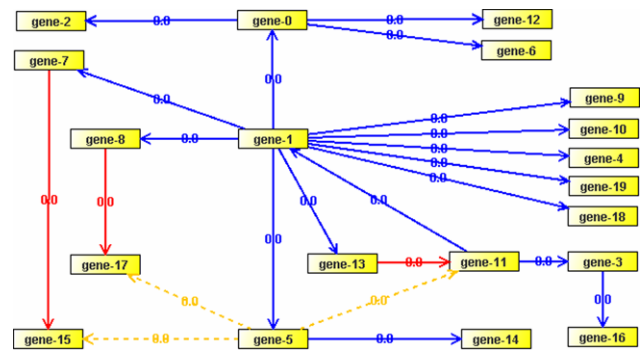 gene-2 0.0 gene-0 0.0 gene-12
0.0 gene-6
gene-7
0.0 0.0
0.0 gene-9
gene-8 0.0 gene-1 0.0 gene-10
0.0 gene-4
0.0 gene-19
0.0 gene-18
0.0 0.0 0.0 0.0
gene-17 0.0 gene-13 0.0 gene-11 0.0 gene-3
0.0 0.0 0.0
gene-15 0.0 gene-5 0.0 gene-14 gene-16